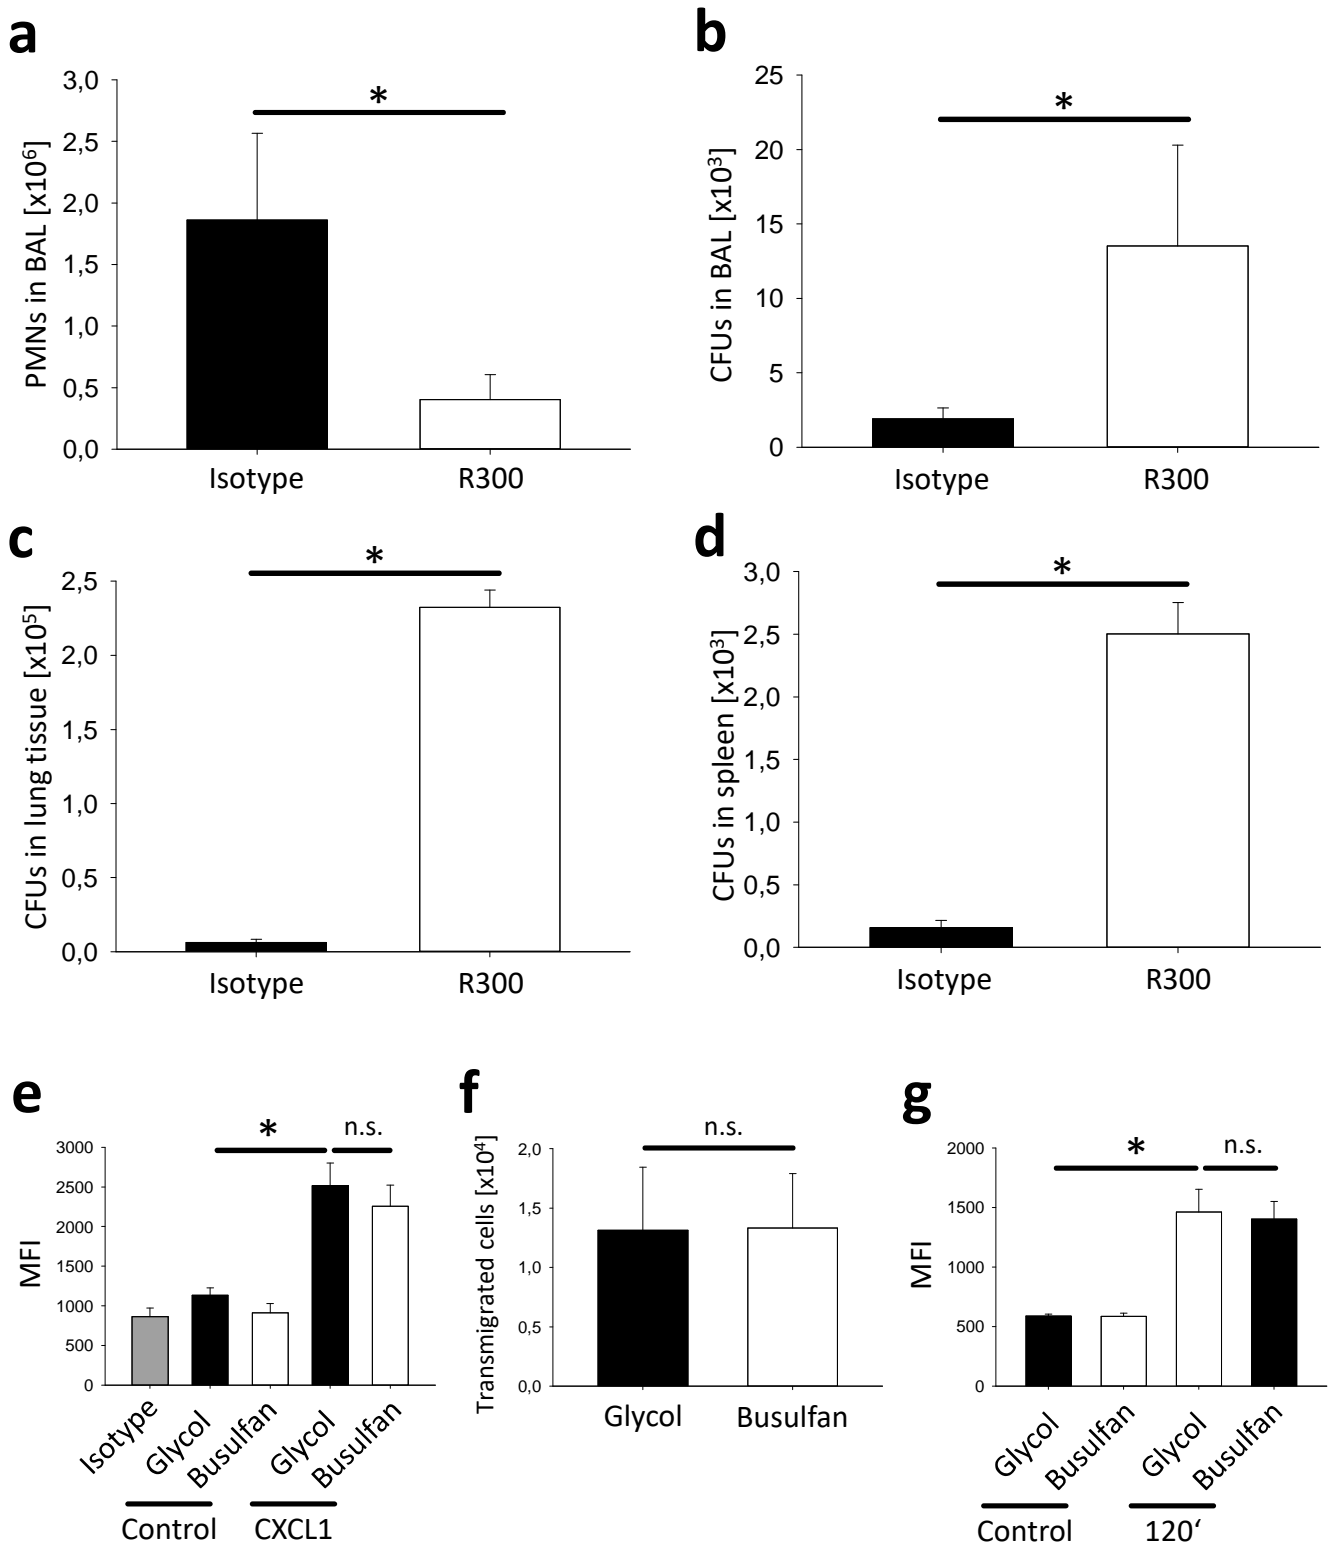 a
PMNs in BAL [x10⁶]
3,0
2,5
2,0
1,5
1,0
0,5
0,0
*
Isotype
R300
b
CFUs in BAL [x10³]
25
20
15
10
5
0
*
Isotype
R300
c
CFUs in lung tissue [x10⁵]
2,5
2,0
1,5
1,0
0,5
0,0
*
Isotype
R300
d
CFUs in spleen [x10³]
3,0
2,5
2,0
1,5
1,0
0,5
0,0
*
Isotype
R300
e
MFI
3000
2500
2000
1500
1000
500
0
*
n.s.
Isotype
Glycol
Busulfan
Glycol
Busulfan
Control
CXCL1
f
Transmigrated cells [x10⁴]
2,0
1,5
1,0
0,5
0,0
n.s.
Glycol
Busulfan
g
MFI
2000
1500
1000
500
0
*
n.s.
Glycol
Busulfan
Glycol
Busulfan
Control
120‘